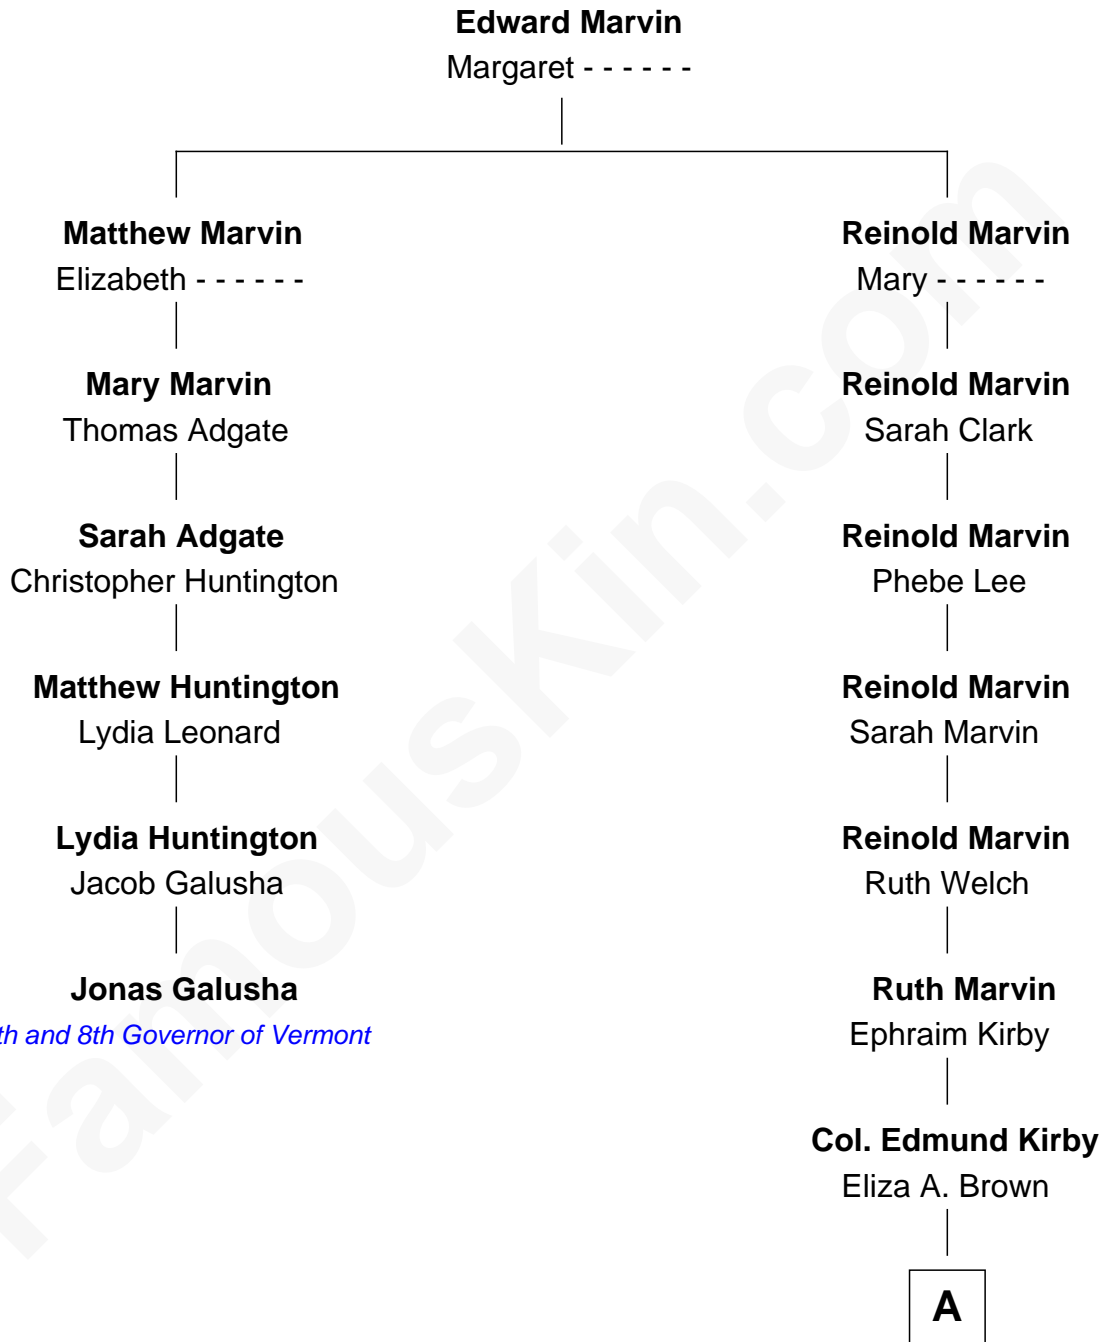 Edward Marvin
Margaret - - - - - -
Matthew Marvin
Elizabeth - - - - - -
Mary Marvin
Thomas Adgate
Sarah Adgate
Christopher Huntington
Matthew Huntington
Lydia Leonard
Lydia Huntington
Jacob Galusha
Jonas Galusha
th and 8th Governor of Vermont
Reinold Marvin
Mary - - - - - -
Reinold Marvin
Sarah Clark
Reinold Marvin
Phebe Lee
Reinold Marvin
Sarah Marvin
Reinold Marvin
Ruth Welch
Ruth Marvin
Ephraim Kirby
Col. Edmund Kirby
Eliza A. Brown
A
FamousKin.com